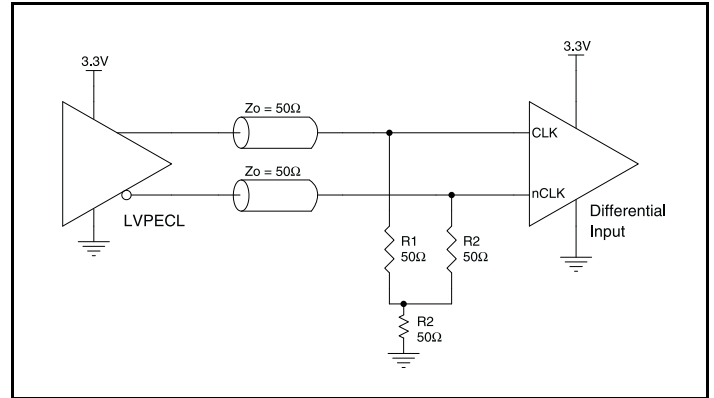 3.3V
3.3V
Zo = 50Ω
CLK
Zo = 50Ω
nCLK
LVPECL
Differential
Input
R1
50Ω
R2
50Ω
R2
50Ω